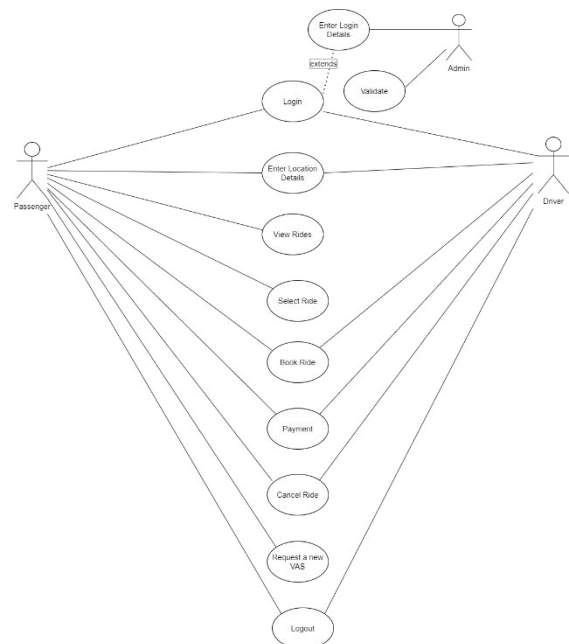 Enter Login
Details
Admin
extends
Validate
Login
Passenger
Enter Location
Details
Driver
View Rides
Select Ride
Book Ride
Payment
Cancel Ride
Request a new
VAS
Logout